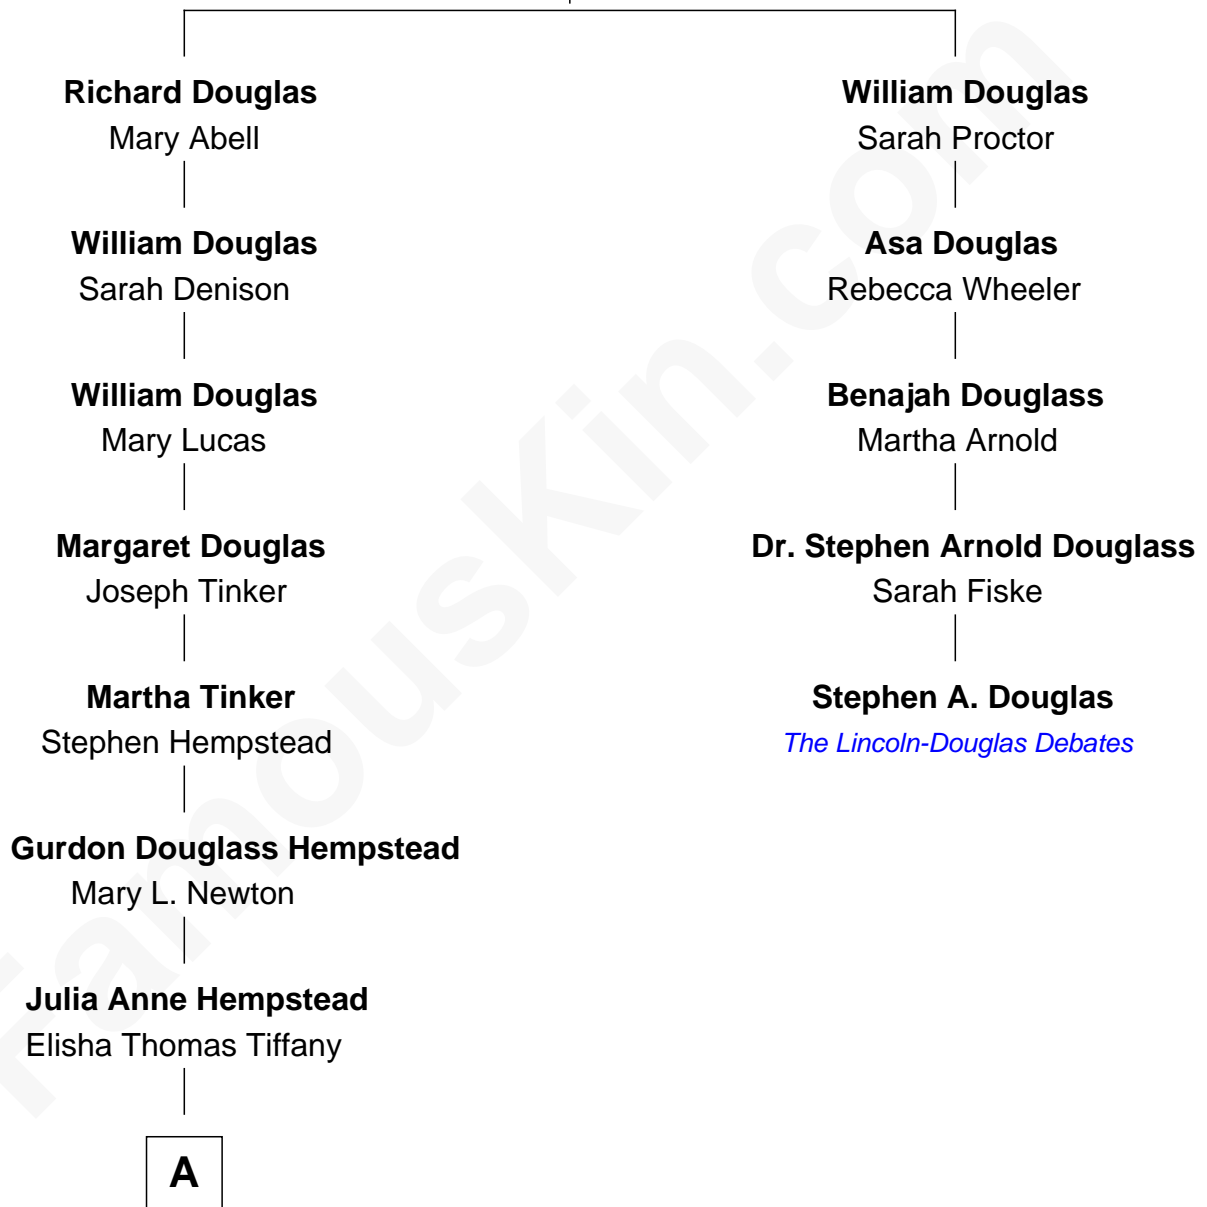 Richard Douglas
Mary Abell
William Douglas
Sarah Denison
William Douglas
Mary Lucas
Margaret Douglas
Joseph Tinker
Martha Tinker
Stephen Hempstead
Gurdon Douglass Hempstead
Mary L. Newton
Julia Anne Hempstead
Elisha Thomas Tiffany
A
William Douglas
Sarah Proctor
Asa Douglas
Rebecca Wheeler
Benajah Douglass
Martha Arnold
Dr. Stephen Arnold Douglass
Sarah Fiske
Stephen A. Douglas
The Lincoln-Douglas Debates
FamousKin.com